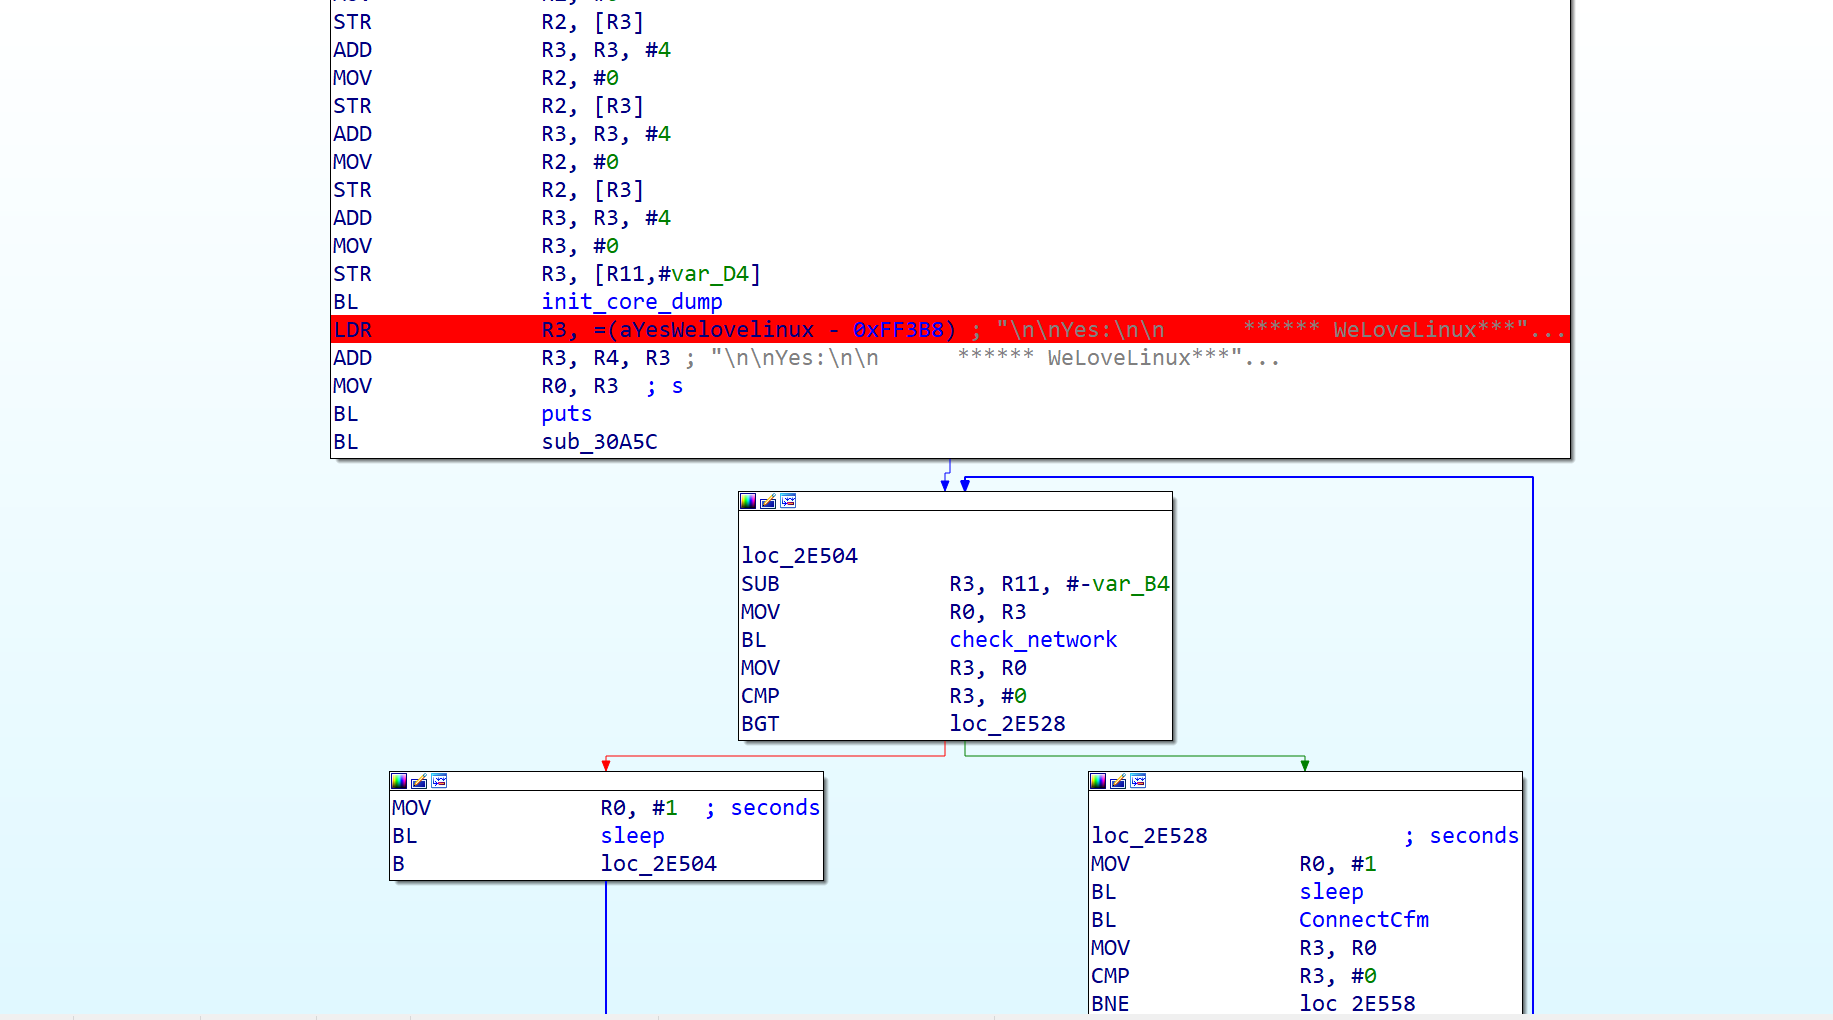 STR R2, [R3]
ADD R3, R3, #4
MOV R2, #0
STR R2, [R3]
ADD R3, R3, #4
MOV R2, #0
STR R2, [R3]
ADD R3, R3, #4
MOV R3, #0
STR R3, [R11,#var_D4]
BL init_core_dump
LDR R3, =(aYesWelovelinux - 0xFF3B8) ; "\n\nYes:\n\n ****** WeLoveLinux***"...
ADD R3, R4, R3 ; "\n\nYes:\n\n ****** WeLoveLinux***"...
MOV R0, R3 ; s
BL puts
BL sub_30A5C
loc_2E504
SUB R3, R11, #-var_B4
MOV R0, R3
BL check_network
MOV R3, R0
CMP R3, #0
BGT loc_2E528
MOV R0, #1 ; seconds
BL sleep
B loc_2E504
loc_2E528 ; seconds
MOV R0, #1
BL sleep
BL ConnectCfm
MOV R3, R0
CMP R3, #0
BNE loc_2E558